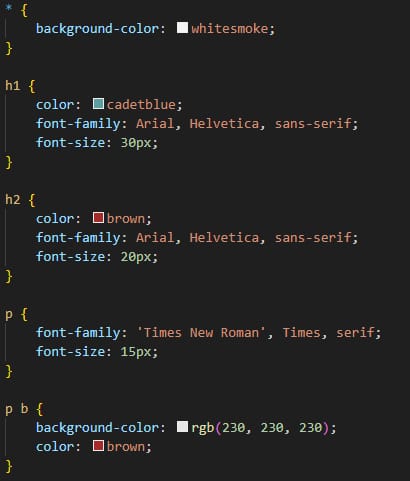 * {
    background-color: whitesmoke;
}
h1 {
    color: cadetblue;
    font-family: Arial, Helvetica, sans-serif;
    font-size: 30px;
}
h2 {
    color: brown;
    font-family: Arial, Helvetica, sans-serif;
    font-size: 20px;
}
p {
    font-family: 'Times New Roman', Times, serif;
    font-size: 15px;
}
p b {
    background-color: rgb(230, 230, 230);
    color: brown;
}